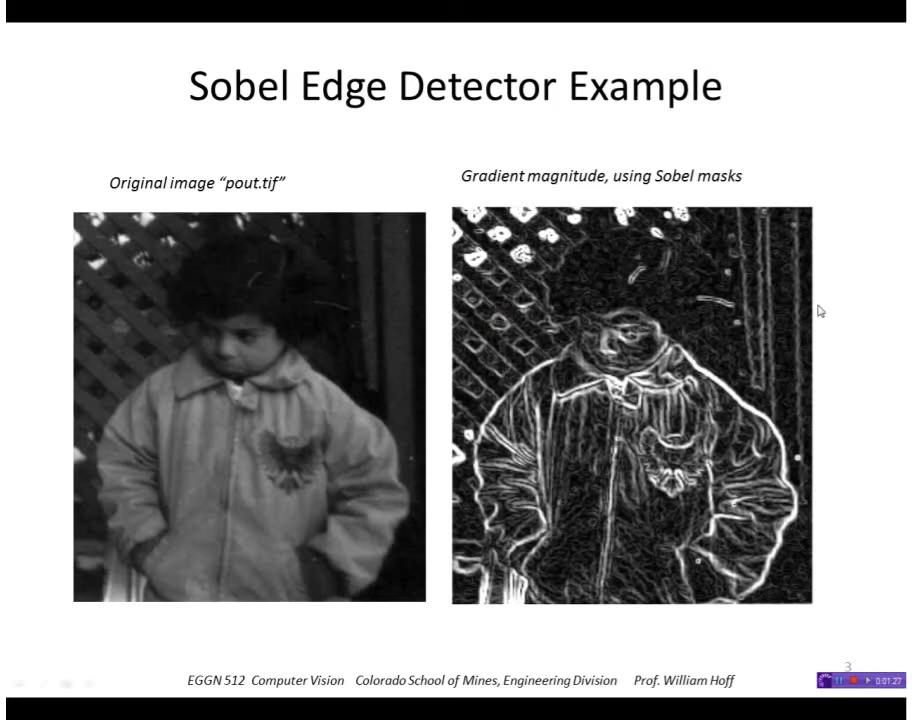 Sobel Edge Detector Example
Original image “pout.tif”
Gradient magnitude, using Sobel masks
3
EGGN 512 Computer Vision Colorado School of Mines, Engineering Division Prof. William Hoff
0:01:27